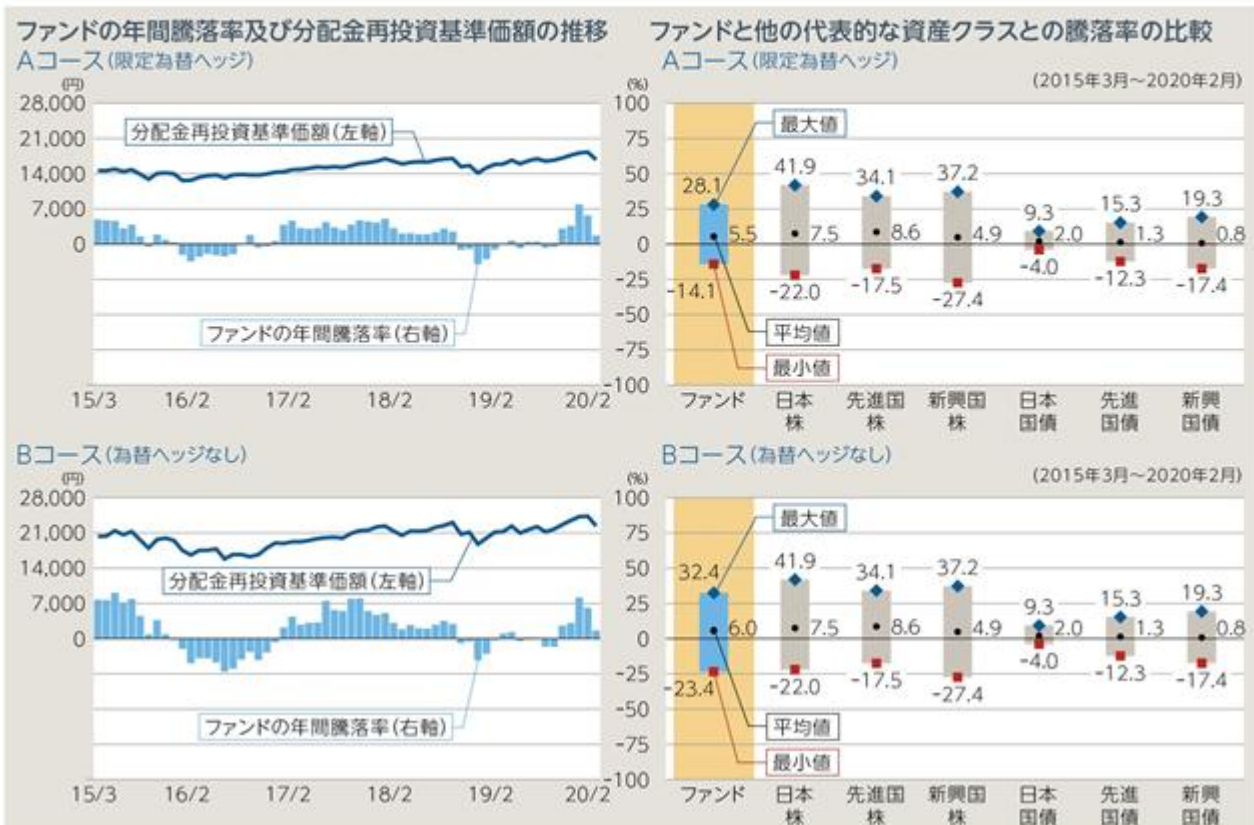 ファンドの年間騰落率及び分配金再投資基準価額の推移
Aコース(限定為替ヘッジ)
(円)
28,000
21,000
14,000
7,000
0
分配金再投資基準価額(左軸)
ファンドの年間騰落率(右軸)
15/3 16/2 17/2 18/2 19/2 20/2
(%)
100
75
50
25
0
-25
-50
-75
-100
ファンドと他の代表的な資産クラスとの騰落率の比較
Aコース(限定為替ヘッジ)
(2015年3月~2020年2月)
最大値
28.1 41.9 34.1 37.2 9.3 15.3 19.3
5.5 7.5 8.6 4.9 2.0 1.3 0.8
-14.1 -22.0 -17.5 -27.4 -4.0 -12.3 -17.4
平均値
最小値
ファンド 日本株 先進国株 新興国株 日本国債 先進国債 新興国債
Bコース(為替ヘッジなし)
(円)
28,000
21,000
14,000
7,000
0
分配金再投資基準価額(左軸)
ファンドの年間騰落率(右軸)
15/3 16/2 17/2 18/2 19/2 20/2
(%)
100
75
50
25
0
-25
-50
-75
-100
Bコース(為替ヘッジなし)
(2015年3月~2020年2月)
最大値
32.4 41.9 34.1 37.2 9.3 15.3 19.3
6.0 7.5 8.6 4.9 2.0 1.3 0.8
-23.4 -22.0 -17.5 -27.4 -4.0 -12.3 -17.4
平均値
最小値
ファンド 日本株 先進国株 新興国株 日本国債 先進国債 新興国債